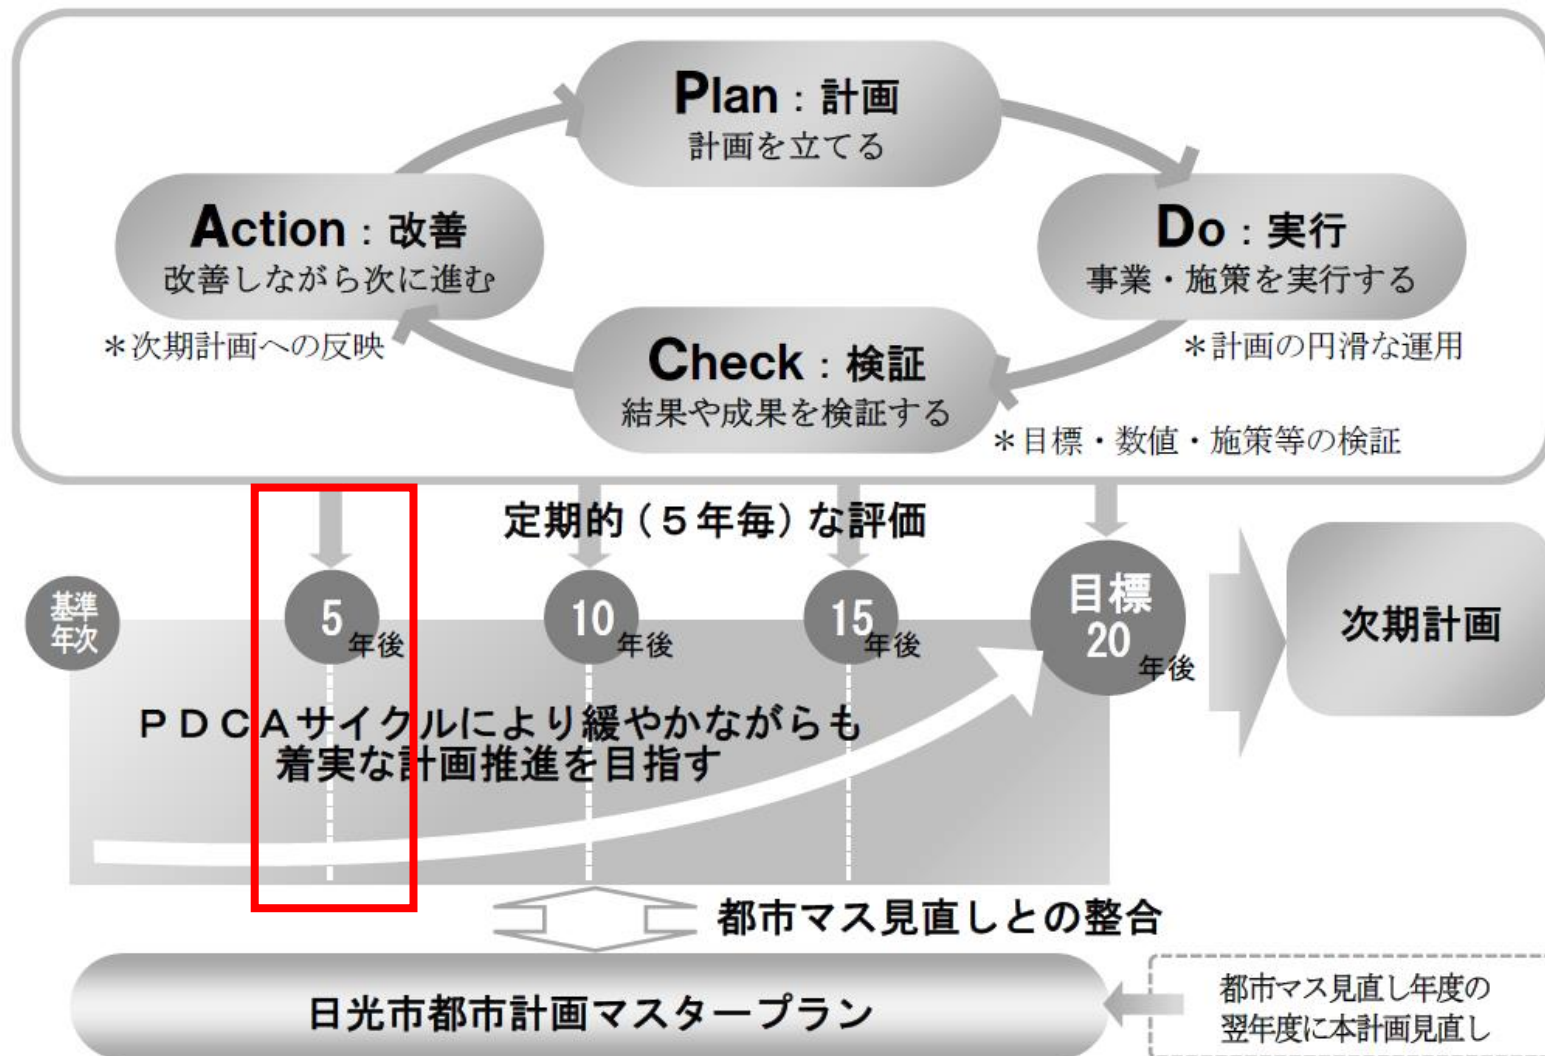 Plan：計画
計画を立てる
Action：改善
改善しながら次に進む
＊次期計画への反映
Do：実行
事業・施策を実行する
＊計画の円滑な運用
Check：検証
結果や成果を検証する
＊目標・数値・施策等の検証
定期的（５年毎）な評価
基準
年次
5
年後
10
年後
15
年後
目標
20
年後
次期計画
ＰＤＣＡサイクルにより緩やかながらも
着実な計画推進を目指す
都市マス見直しとの整合
日光市都市計画マスタープラン
都市マス見直し年度の
翌年度に本計画見直し